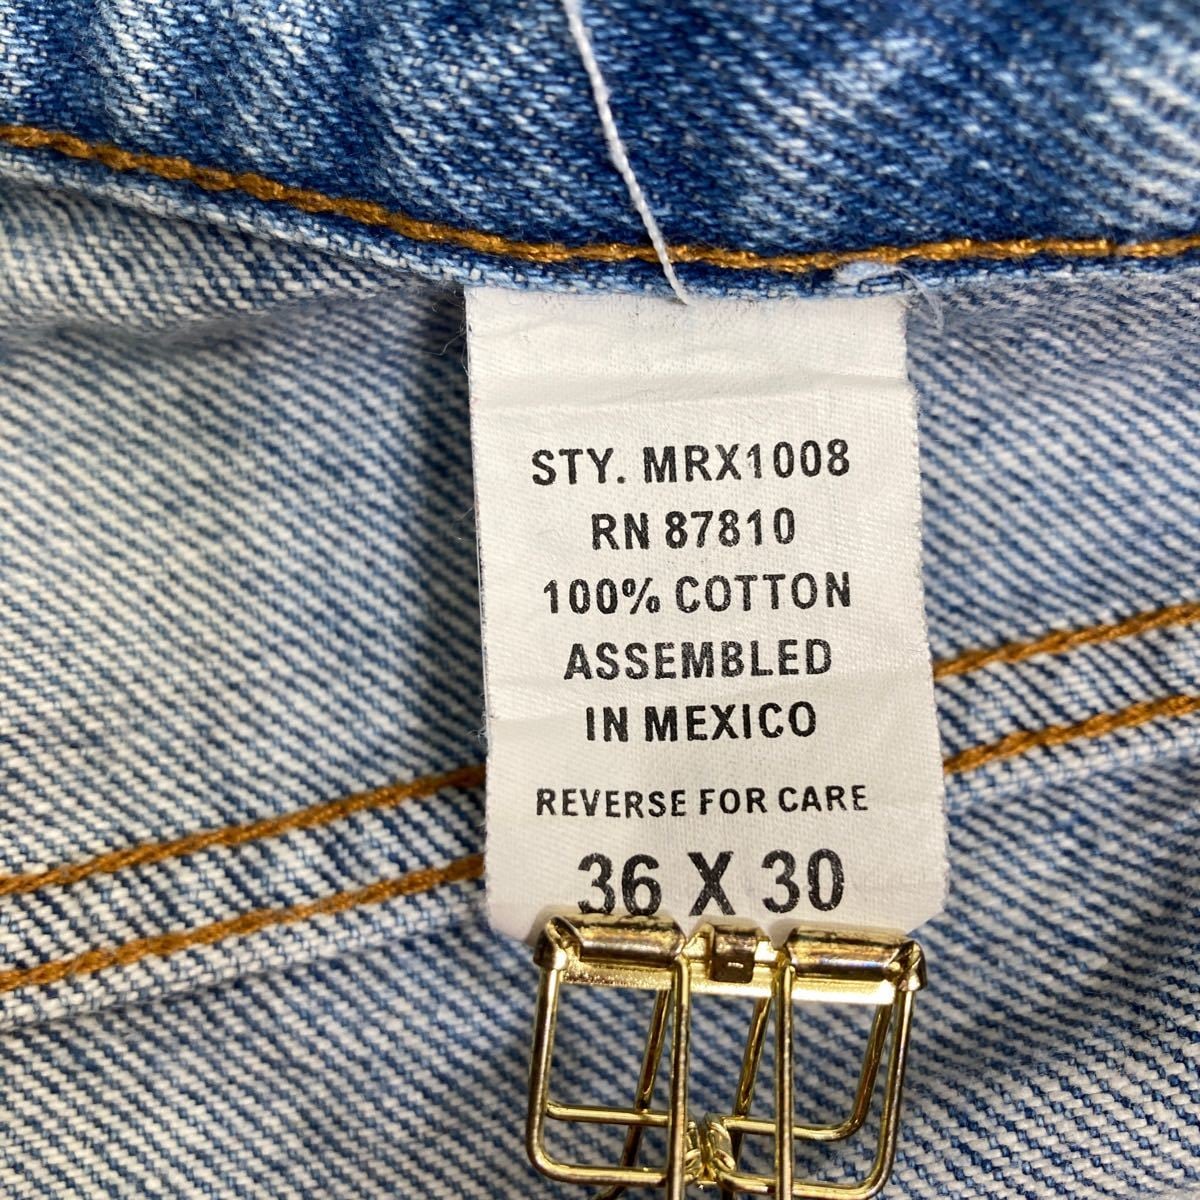 STY. MRX1008
RN 87810
100% COTTON
ASSEMBLED
IN MEXICO
REVERSE FOR CARE
36 X 30